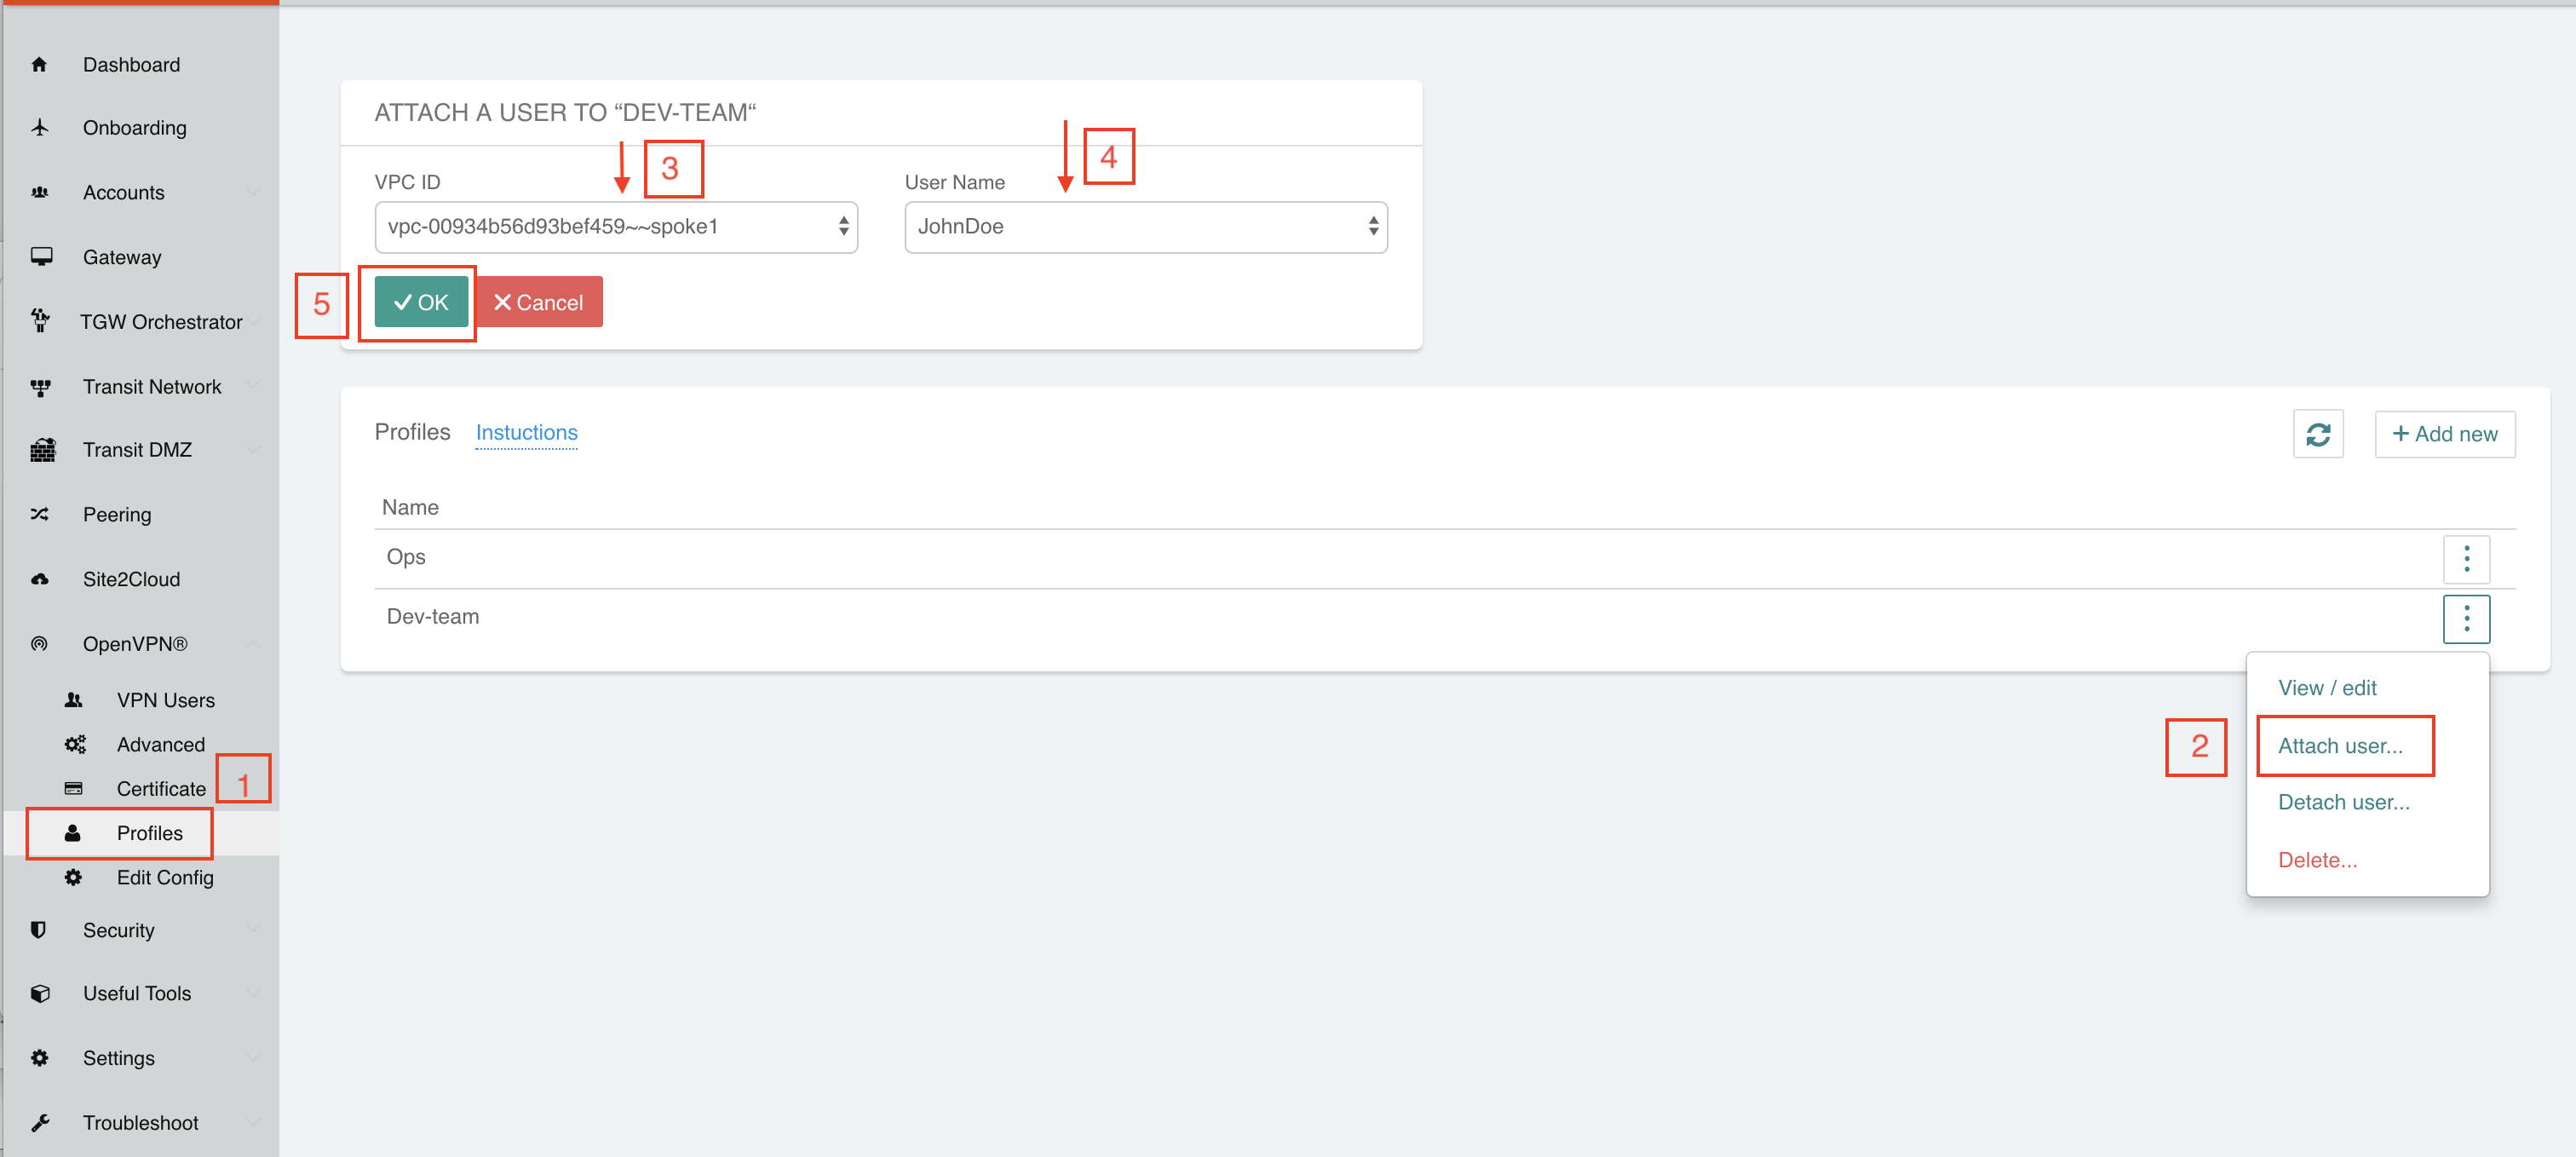 Dashboard
Onboarding
Accounts
Gateway
TGW Orchestrator
Transit Network
Transit DMZ
Peering
Site2Cloud
OpenVPN®
VPN Users
Advanced
Certificate
1
Profiles
Edit Config
Security
Useful Tools
Settings
Troubleshoot
ATTACH A USER TO “DEV-TEAM“
3
4
VPC ID
User Name
vpc-00934b56d93bef459~~spoke1
JohnDoe
5
OK
Cancel
Profiles
Instuctions
+ Add new
Name
Ops
Dev-team
View / edit
2
Attach user...
Detach user...
Delete...